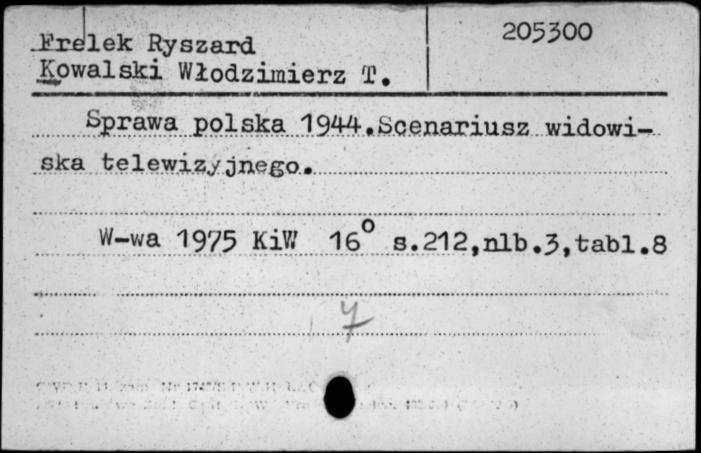 Frelek Ryszard
205300
Kowalski Włodzimierz T.
Sprawa polska 1944.Scenariusz widowi-
ska telewizyjnego.
W-wa 1975 KiW 16° s.212,nlb.3,tabl.8
7